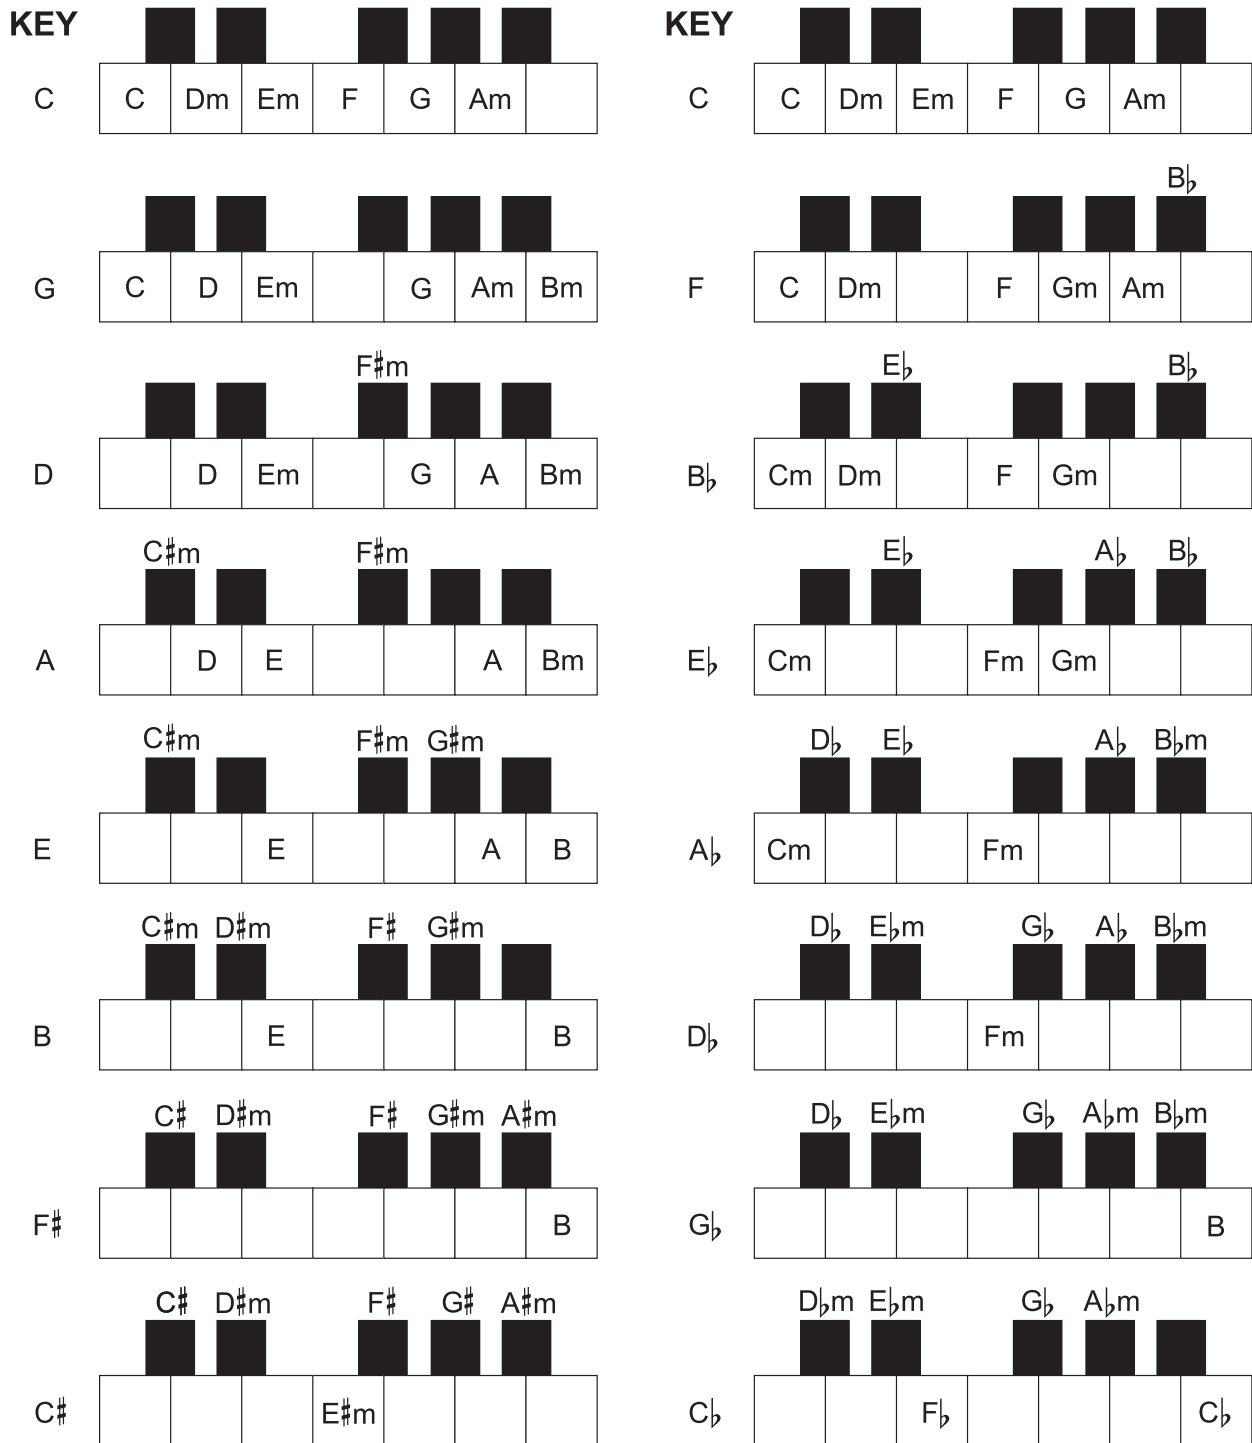 KEY
C
C Dm Em F G Am
G
C D Em G Am Bm
F♯m
D
D Em G A Bm
C♯m F♯m
A
D E A Bm
C♯m F♯m G♯m
E
E A B
C♯m D♯m F♯ G♯m
B
E B
C♯ D♯m F♯ G♯m A♯m
F♯
B
C♯ D♯m F♯ G♯ A♯m
C♯
E♯m
KEY
C
C Dm Em F G Am
B♭
F
C Dm F Gm Am
E♭ B♭
B♭
Cm Dm F Gm
E♭ A♭ B♭
E♭
Cm Fm Gm
D♭ E♭ A♭ B♭m
A♭
Cm Fm
D♭ E♭m G♭ A♭ B♭m
D♭
Fm
D♭ E♭m G♭ A♭m B♭m
G♭
B
D♭m E♭m G♭ A♭m
C♭
F♭ C♭